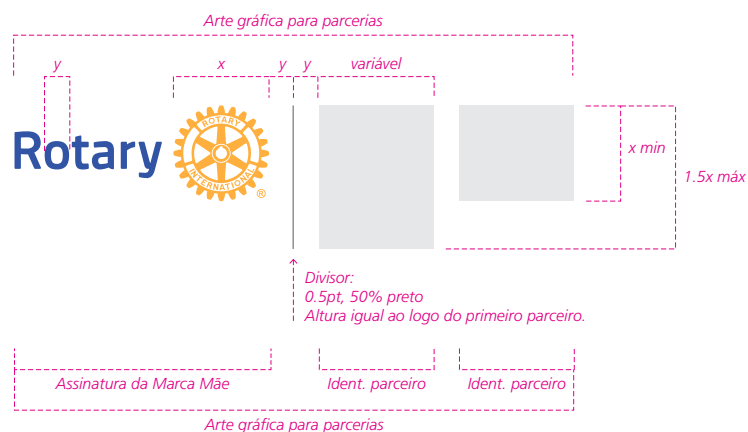 Arte gráfica para parcerias
y
x
y
y
variável
Rotary
ROTARY
INTERNATIONAL
®
x min
1.5x máx
Divisor:
0.5pt, 50% preto
Altura igual ao logo do primeiro parceiro.
Assinatura da Marca Mãe
Ident. parceiro
Ident. parceiro
Arte gráfica para parcerias